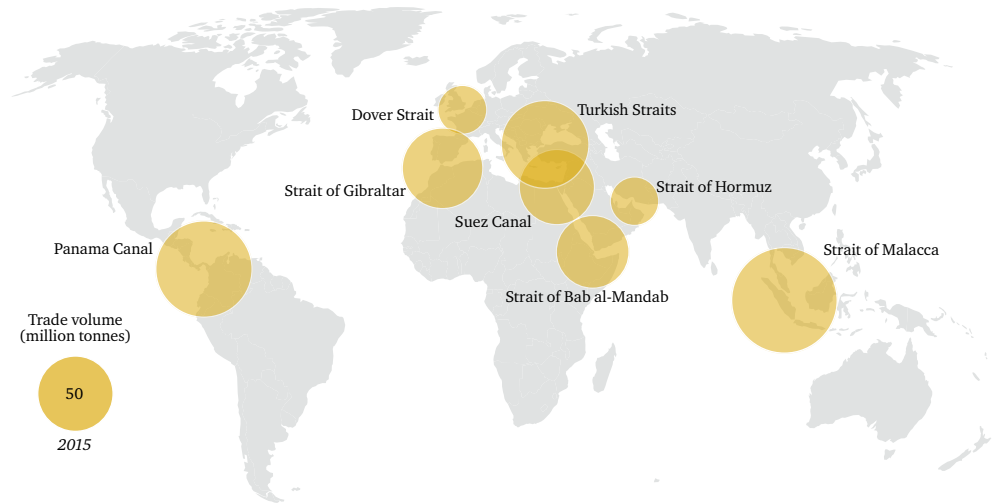 Dover Strait
Turkish Straits
Strait of Gibraltar
Strait of Hormuz
Suez Canal
Panama Canal
Strait of Malacca
Strait of Bab al-Mandab
Trade volume
(million tonnes)
50
2015